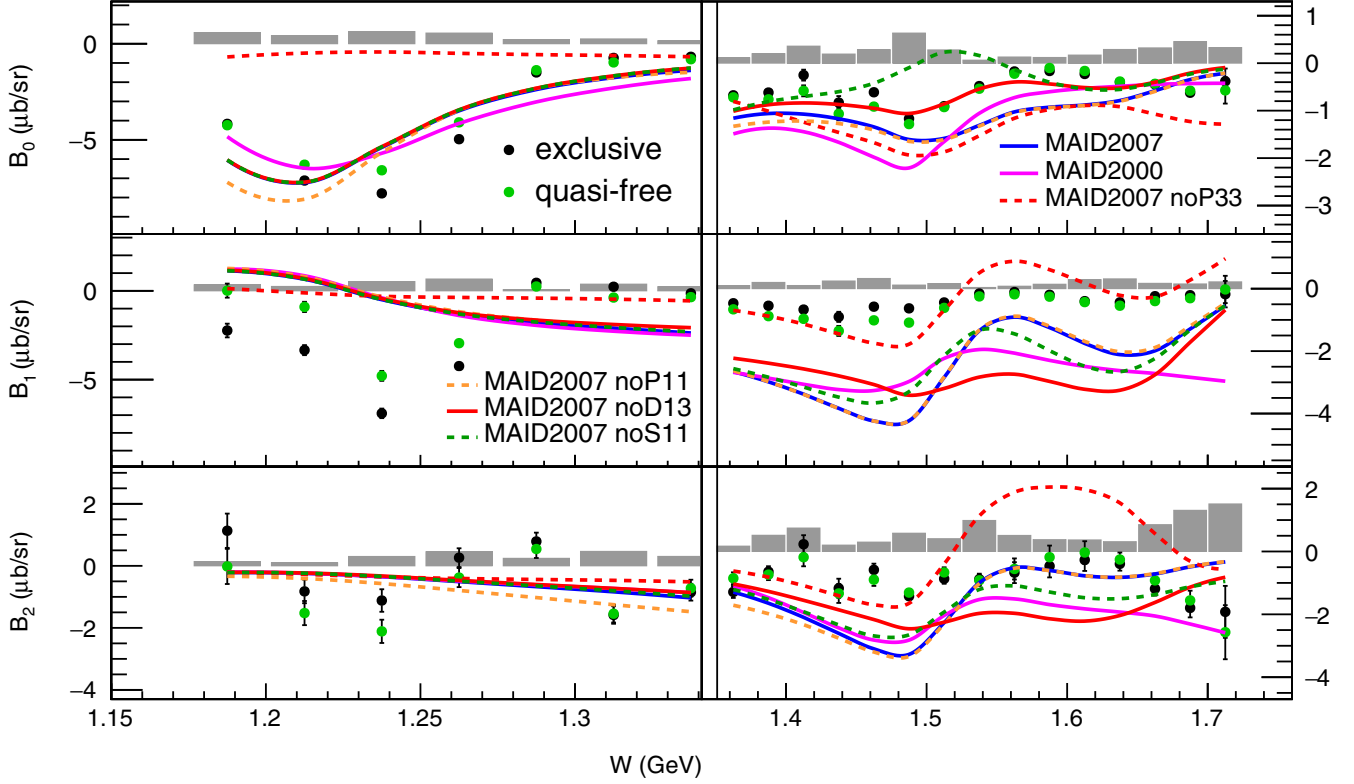 B0 (μb/sr)
0
−5
exclusive
quasi-free
1
0
−1
−2
−3
MAID2007
MAID2000
MAID2007 noP33
B1 (μb/sr)
0
−5
MAID2007 noP11
MAID2007 noD13
MAID2007 noS11
0
−2
−4
B2 (μb/sr)
2
0
−2
−4
2
0
−2
−4
1.15 1.2 1.25 1.3 1.4 1.5 1.6 1.7
W (GeV)